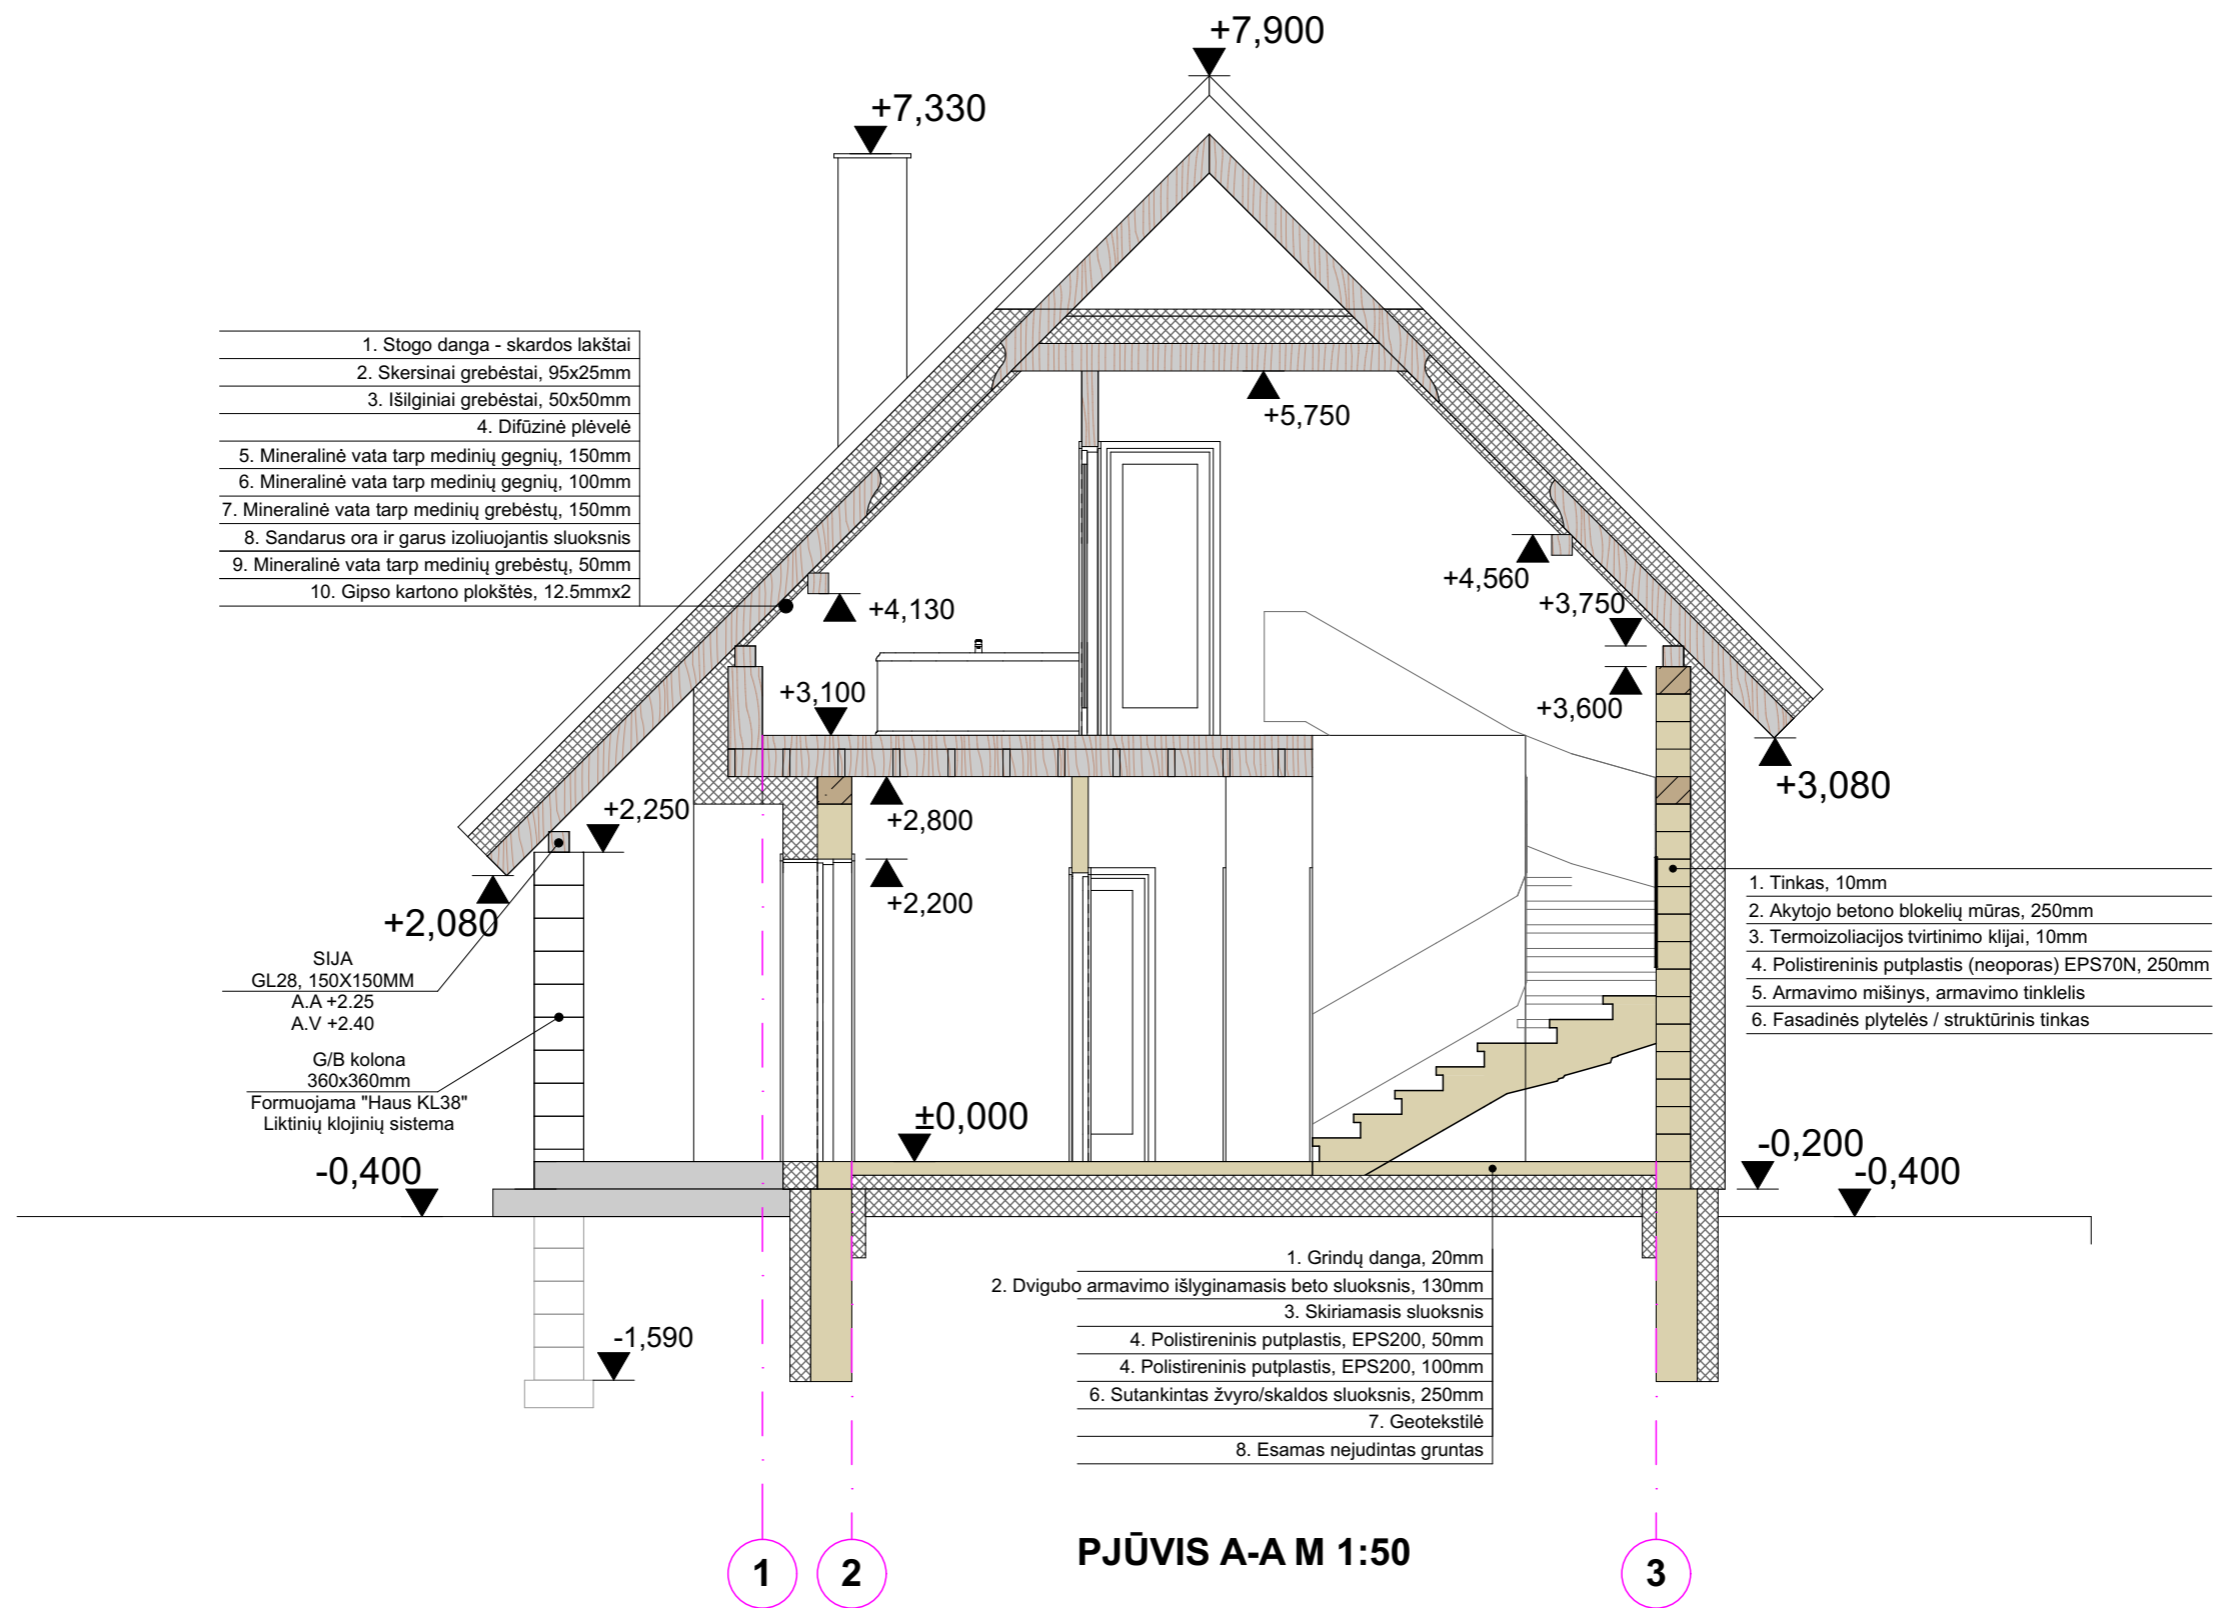 +7,900
+7,330
1. Stogo danga - skardos lakštai
2. Skersinai grebėstai, 95x25mm
3. Išilginiai grebėstai, 50x50mm
4. Difūzinė plėvelė
5. Mineralinė vata tarp medinių gegnių, 150mm
6. Mineralinė vata tarp medinių gegnių, 100mm
7. Mineralinė vata tarp medinių grebėstų, 150mm
8. Sandarus ora ir garus izoliuojantis sluoksnis
9. Mineralinė vata tarp medinių grebėstų, 50mm
10. Gipso kartono plokštės, 12.5mmx2
+5,750
+4,560
+4,130
+3,750
+3,100
+3,600
+3,080
+2,250
+2,800
+2,200
+2,080
1. Tinkas, 10mm
2. Akytojo betono blokelių mūras, 250mm
3. Termoizoliacijos tvirtinimo klijai, 10mm
4. Polistireninis putplastis (neoporas) EPS70N, 250mm
5. Armavimo mišinys, armavimo tinklelis
6. Fasadinės plytelės / struktūrinis tinkas
SIJA
GL28, 150X150MM
A.A +2.25
A.V +2.40
G/B kolona
360x360mm
Formuojama "Haus KL38"
Liktinių klojinių sistema
±0,000
-0,400
-0,200
-0,400
1. Grindų danga, 20mm
2. Dvigubo armavimo išlyginamasis beto sluoksnis, 130mm
3. Skiriamasis sluoksnis
4. Polistireninis putplastis, EPS200, 50mm
4. Polistireninis putplastis, EPS200, 100mm
6. Sutankintas žvyro/skaldos sluoksnis, 250mm
7. Geotekstilė
8. Esamas nejudintas gruntas
-1,590
PJŪVIS A-A M 1:50
1
2
3